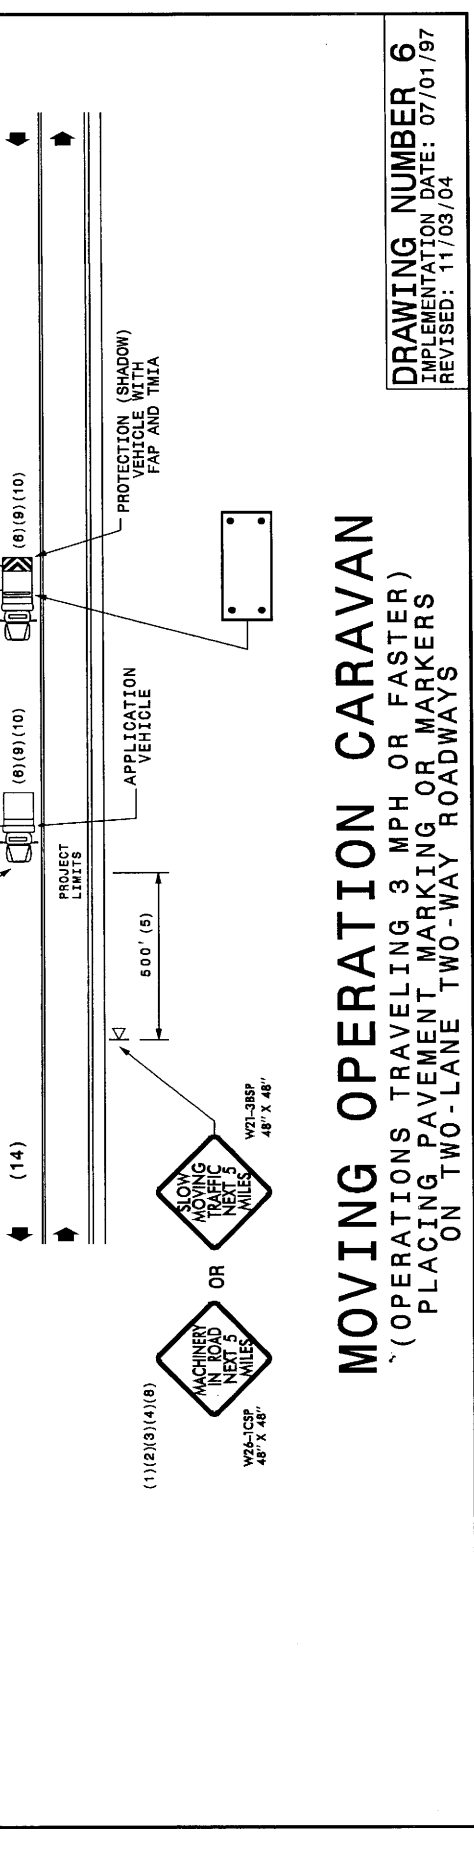 (14)
(6)(9)(10)
(6)(9)(10)
PROJECT
LIMITS
500' (5)
APPLICATION
VEHICLE
PROTECTION (SHADOW)
VEHICLE WITH
FAP AND TMIA
(1)(2)(3)(4)(8)
MACHINERY
IN ROAD
NEXT 5
MILES
W26-1CSP
48" X 48"
OR
SLOW
MOVING
TRAFFIC
NEXT 5
MILES
W21-3BSP
48" X 48"
MOVING OPERATION CARAVAN
(OPERATIONS TRAVELING 3 MPH OR FASTER)
PLACING PAVEMENT MARKING OR MARKERS
ON TWO-LANE TWO-WAY ROADWAYS
DRAWING NUMBER 6
IMPLEMENTATION DATE: 07/01/97
REVISED: 11/03/04